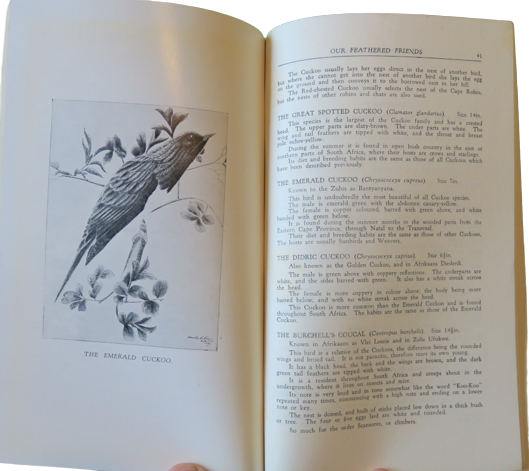 THE EMERALD CUCKOO.
OUR FEATHERED FRIENDS
The Cuckoo usually lays her eggs direct in the nest of another bird,
but where she cannot get into the nest of another bird she lays the egg
on the ground and then conveys it to the borrowed nest in her bill.
The Red-chested Cuckoo usually selects the nest of the Cape Robin,
but the nests of other robins and chats are also used.
THE GREAT SPOTTED CUCKOO (Clamator glandarius). Size 14in.
This species is the largest of the Cuckoo family and has a crested
head. The upper parts are slaty-brown. The under parts are white. The
wing and tail feathers are tipped with white, and the throat and breast
pale ochre-yellow.
During the summer it is found in open bush country in the east or
northern parts of South Africa, where their hosts are crows and starlings.
Its diet and breeding habits are the same as those of all Cuckoos which
have been described previously.
THE EMERALD CUCKOO (Chrysococcyx cupreus). Size 7in.
Known to the Zulus as
This bird is undoubtedly the most beautiful of all Cuckoo species.
The male is emerald green with the abdomen canary-yellow.
The female is copper coloured, barred with green above, and white
banded with green below.
It is found during the summer months in the wooded parts from the
Eastern Cape Province, through Natal to the Transvaal.
Their diet and breeding habits are the same as those of other Cuckoos.
The hosts are usually Sunbirds and Weavers.
THE DIDRIC CUCKOO (Chrysococcyx caprius). Size
Also known as the Golden Cuckoo, and in Afrikaans Diederik
The male is green above with coppery reflections. The underparts are
white, and the sides barred with green. It also has a white streak across
the head.
The female is more coppery in colour above; the body being more
barred below, and with no white streak across the head.
This Cuckoo is more common than the Emerald Cuckoo and is found
throughout South Africa. The habits are the same as those of the Emerald
Cuckoo.
THE BURCHELL'S COUCAL (Centropus burchelli). Size
Known in Afrikaans as Vlei Lourie and in Zulu Ufukwe.
This bird is a relative of the Cuckoo, the difference being the rounded
wings and broad tail. It is not parasitic, therefore rears its own young.
It has a black head, the back and the wings are brown, and the dark
green tail feathers are tipped with white.
It is a resident throughout South Africa and creeps about in the
undergrowth, where it lives on insects and mice.
Its note is very loud and is tone somewhat like the word "Koo-Koo"
repeated many times, commencing with a high note and ending on a lower
note or key.
The nest is domed, and built of sticks placed low down in a thick bush
or tree. The four or five eggs laid are white and rounded.
So much for the order Scansores, or climbers.